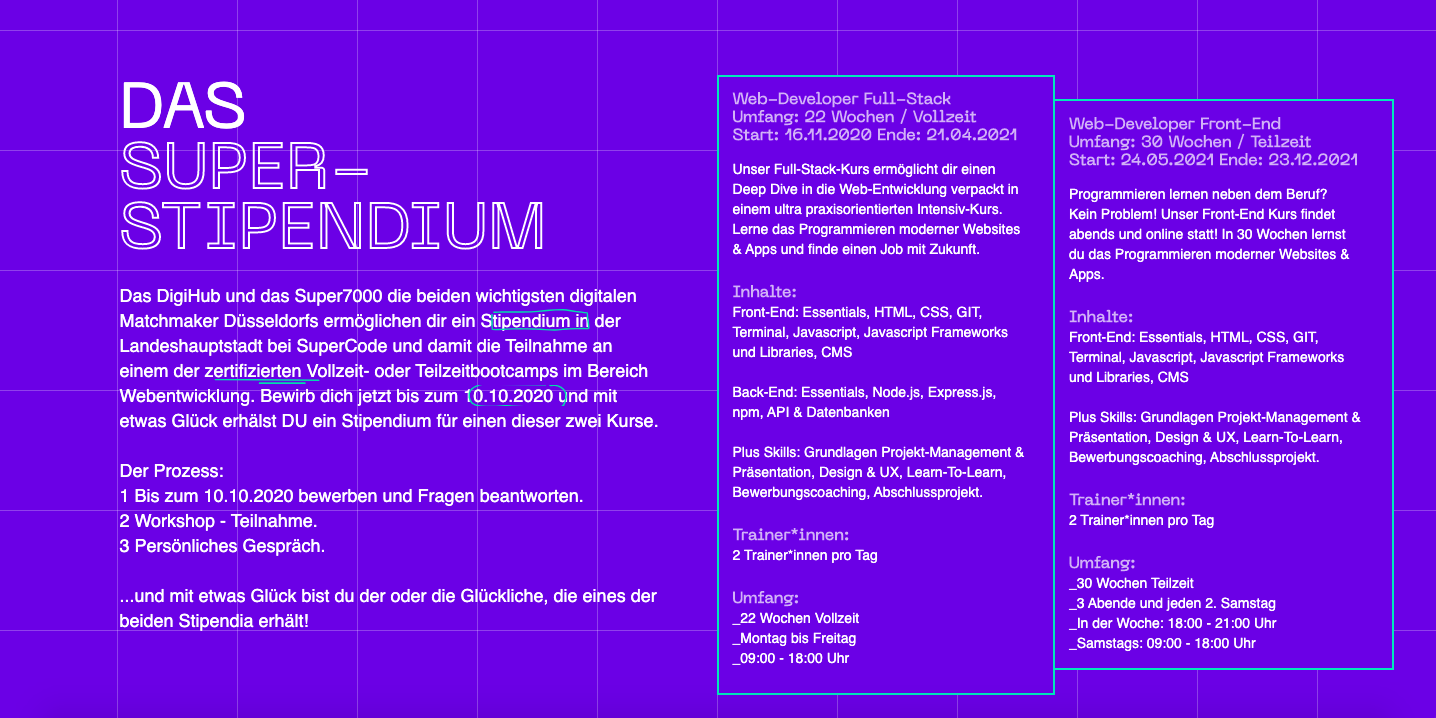 DAS
SUPER-
STIPENDIUM
Das DigiHub und das Super7000 die beiden wichtigsten digitalen
Matchmaker Düsseldorfs ermöglichen dir ein Stipendium in der
Landeshauptstadt bei SuperCode und damit die Teilnahme an
einem der zertifizierten Vollzeit- oder Teilzeitbootcamps im Bereich
Webentwicklung. Bewirb dich jetzt bis zum 10.10.2020 und mit
etwas Glück erhälst DU ein Stipendium für einen dieser zwei Kurse.
Der Prozess:
1 Bis zum 10.10.2020 bewerben und Fragen beantworten.
2 Workshop - Teilnahme.
3 Persönliches Gespräch.
...und mit etwas Glück bist du der oder die Glückliche, die eines der
beiden Stipendia erhält!
Web-Developer Full-Stack
Umfang: 22 Wochen / Vollzeit
Start: 16.11.2020 Ende: 21.04.2021
Unser Full-Stack-Kurs ermöglicht dir einen
Deep Dive in die Web-Entwicklung verpackt in
einem ultra praxisorientierten Intensiv-Kurs.
Lerne das Programmieren moderner Websites
& Apps und finde einen Job mit Zukunft.
Inhalte:
Front-End: Essentials, HTML, CSS, GIT,
Terminal, Javascript, Javascript Frameworks
und Libraries, CMS
Back-End: Essentials, Node.js, Express.js,
npm, API & Datenbanken
Plus Skills: Grundlagen Projekt-Management &
Präsentation, Design & UX, Learn-To-Learn,
Bewerbungscoaching, Abschlussprojekt.
Trainer*innen:
2 Trainer*innen pro Tag
Umfang:
_22 Wochen Vollzeit
_Montag bis Freitag
_09:00 - 18:00 Uhr
Web-Developer Front-End
Umfang: 30 Wochen / Teilzeit
Start: 24.05.2021 Ende: 23.12.2021
Programmieren lernen neben dem Beruf?
Kein Problem! Unser Front-End Kurs findet
abends und online statt! In 30 Wochen lernst
du das Programmieren moderner Websites &
Apps.
Inhalte:
Front-End: Essentials, HTML, CSS, GIT,
Terminal, Javascript, Javascript Frameworks
und Libraries, CMS
Plus Skills: Grundlagen Projekt-Management &
Präsentation, Design & UX, Learn-To-Learn,
Bewerbungscoaching, Abschlussprojekt.
Trainer*innen:
2 Trainer*innen pro Tag
Umfang:
_30 Wochen Teilzeit
_3 Abende und jeden 2. Samstag
_In der Woche: 18:00 - 21:00 Uhr
_Samstags: 09:00 - 18:00 Uhr